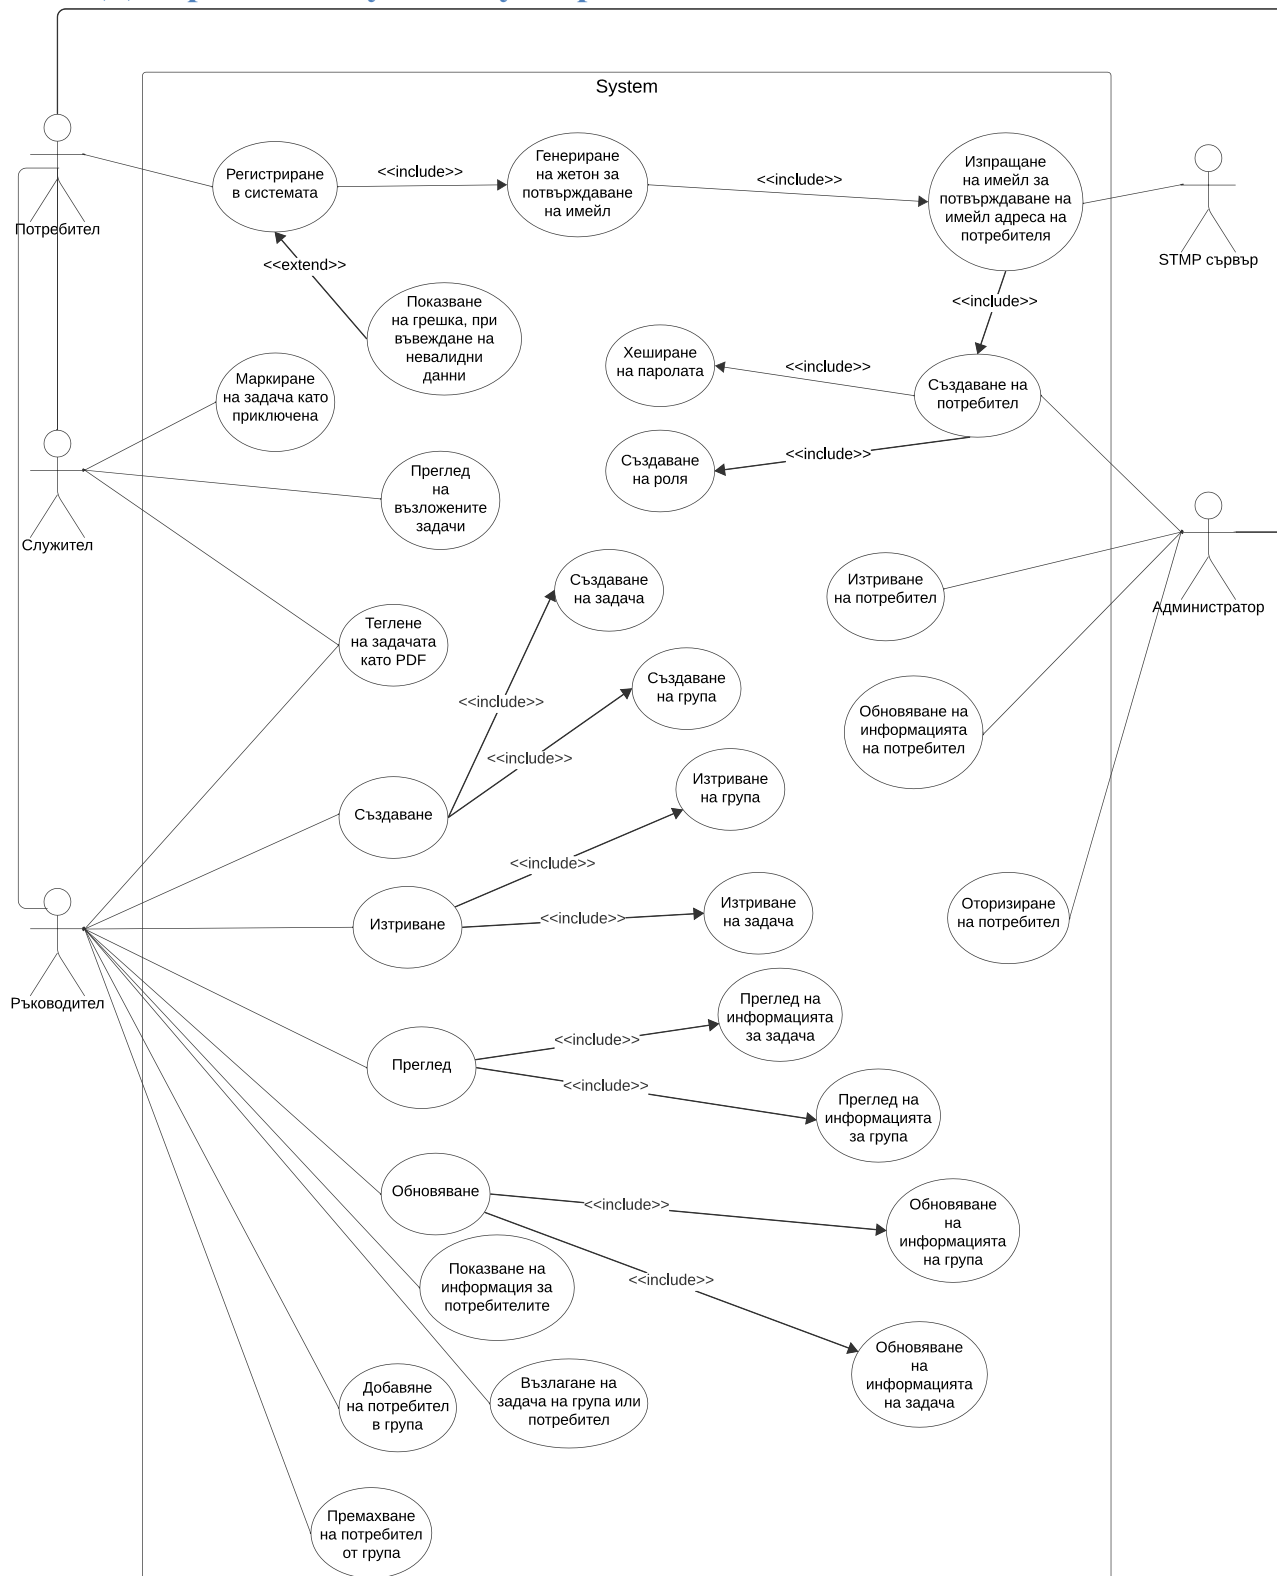 System
Регистриране
в системата
<<include>>
Генериране
на жетон за
потвърждаване
на имейл
<<include>>
Изпращане
на имейл за
потвърждаване на
имейл адреса на
потребителя
Потребител
STMP сървър
<<extend>>
<<include>>
Показване
на грешка, при
въвеждане на
невалидни
данни
Хеширане
на паролата
<<include>>
Създаване на
потребител
Маркиране
на задача като
приключена
Създаване
на роля
<<include>>
Преглед
на
възложените
задачи
Служител
Създаване
на задача
Изтриване
на потребител
Администратор
Теглене
на задачата
като PDF
<<include>>
Създаване
на група
Обновяване на
информацията
на потребител
<<include>>
Създаване
Изтриване
на група
<<include>>
Изтриване
<<include>>
Изтриване
на задача
Оторизиране
на потребител
Ръководител
Преглед
<<include>>
Преглед на
информацията
за задача
<<include>>
Преглед на
информацията
за група
Обновяване
<<include>>
Обновяване
на
информацията
на група
Показване на
информация за
потребителите
<<include>>
Обновяване
на
информацията
на задача
Добавяне
на потребител
в група
Възлагане на
задача на група или
потребител
Премахване
на потребител
от група